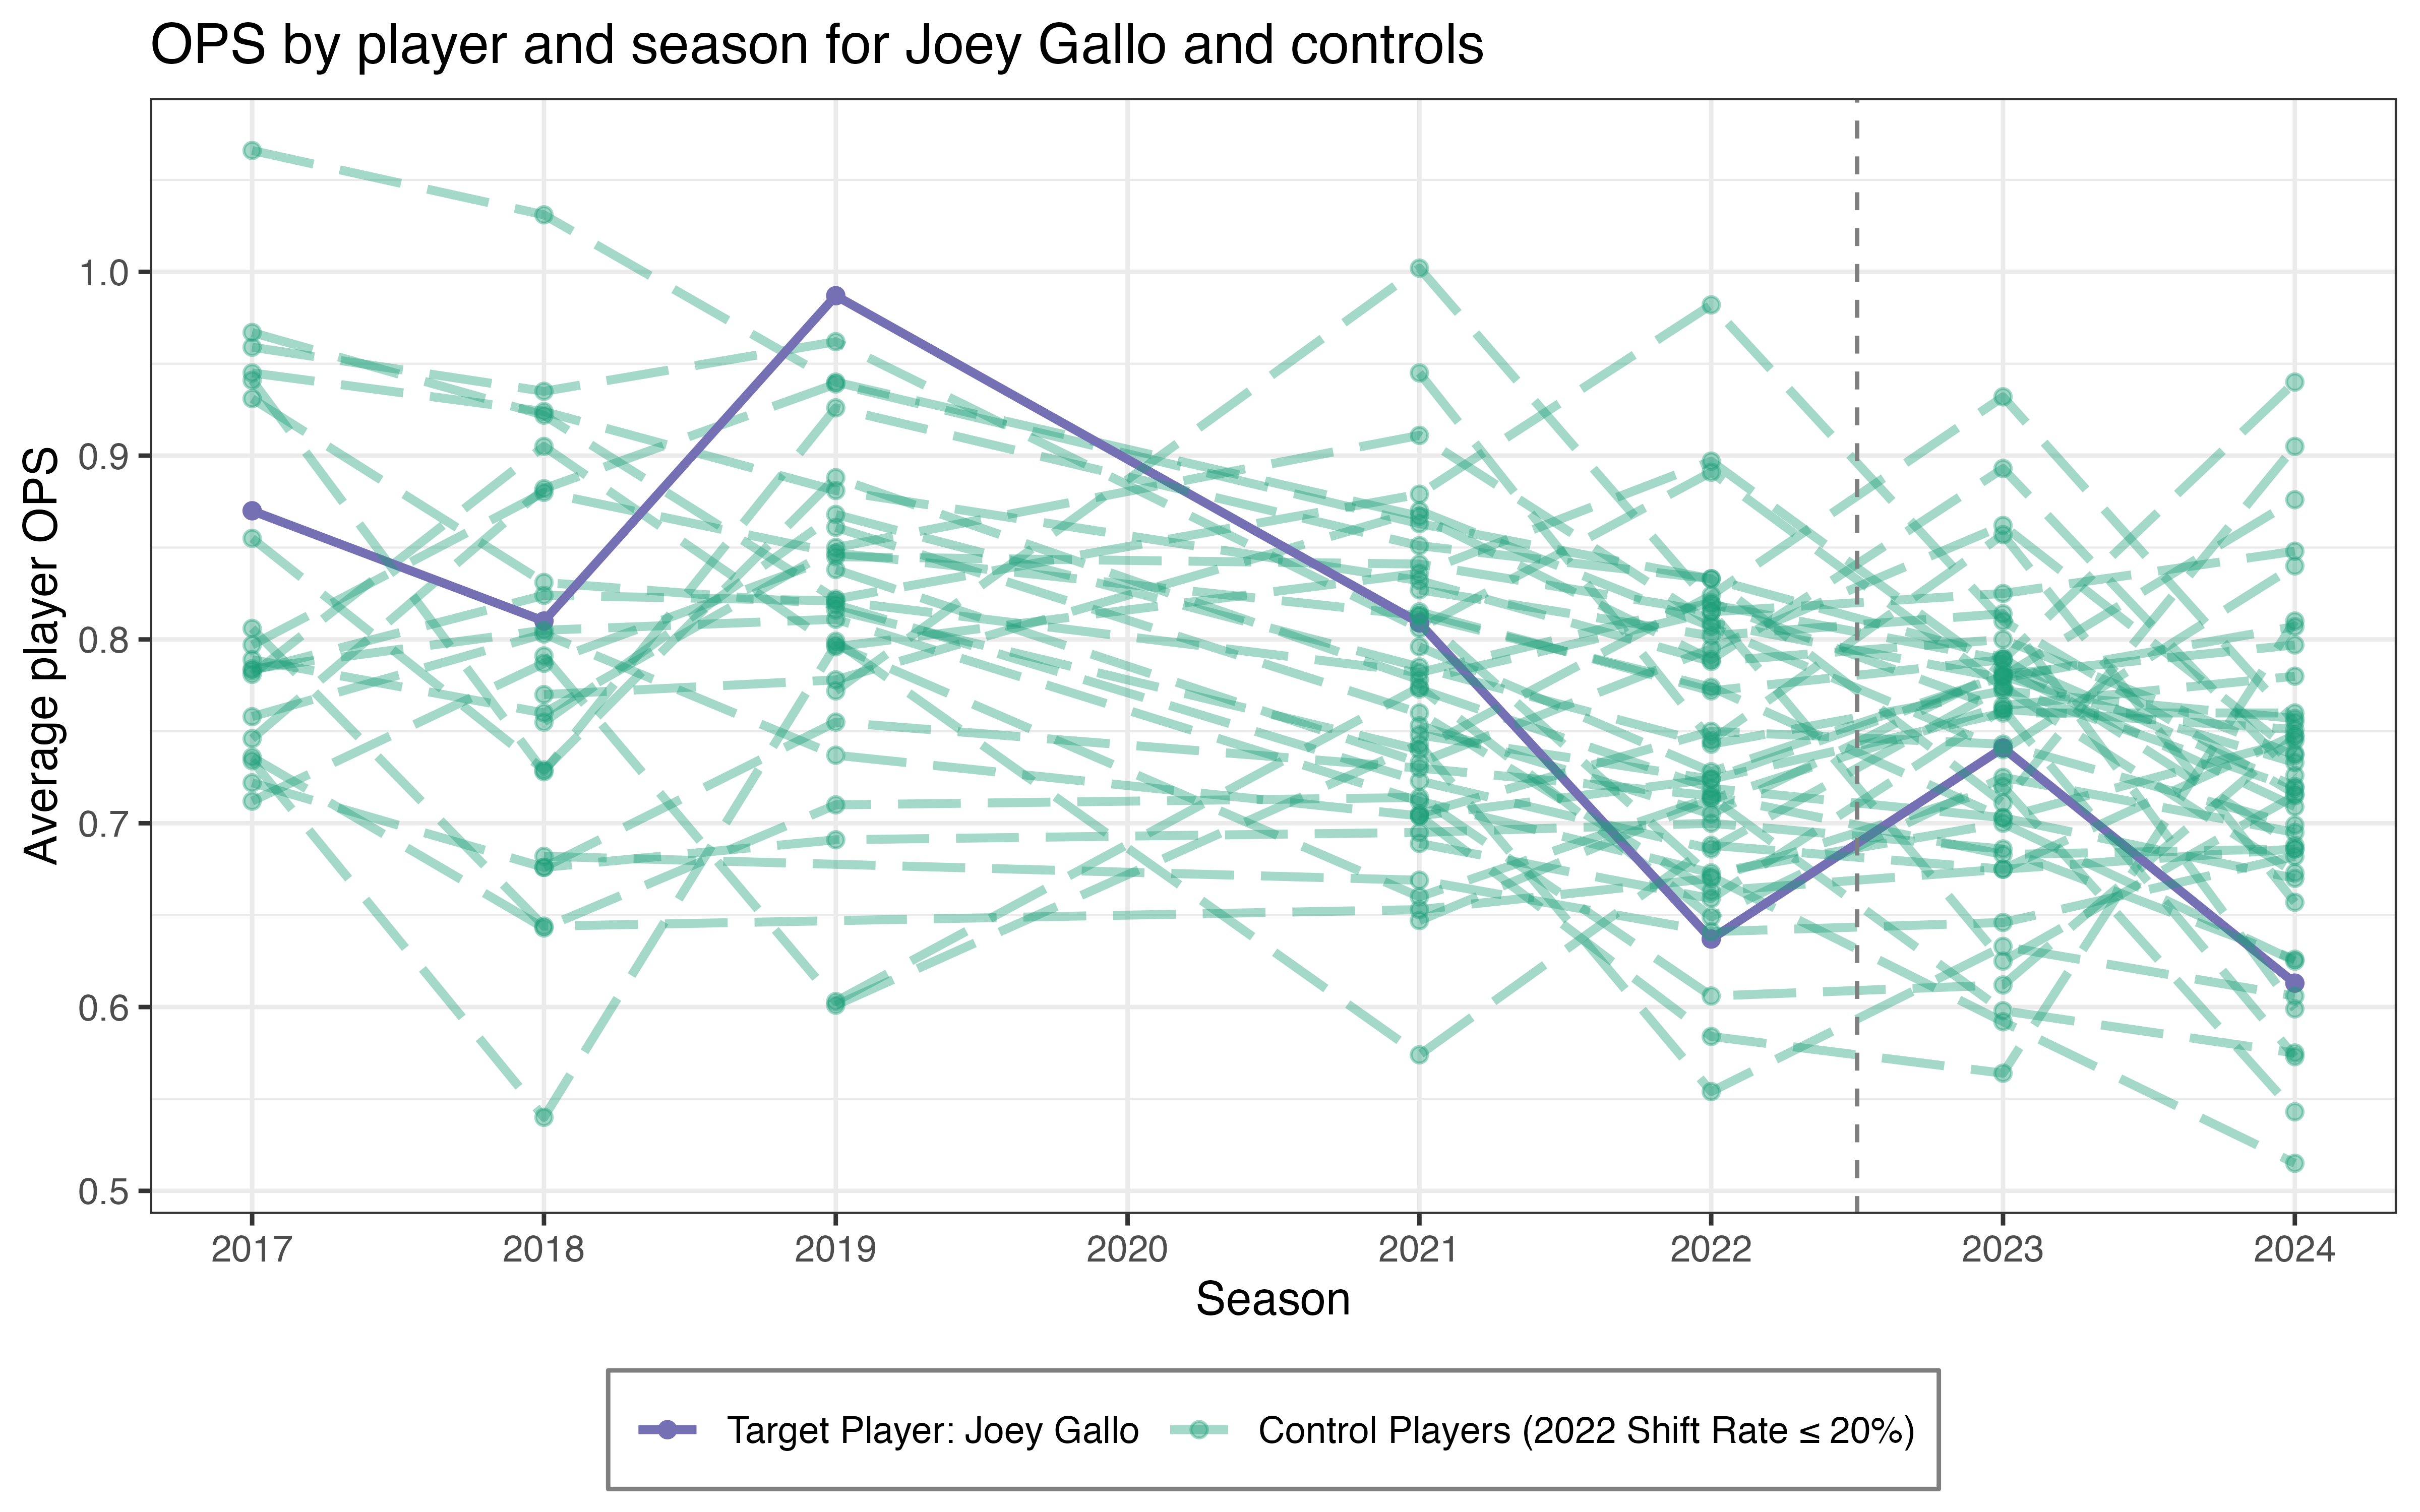 OPS by player and season for Joey Gallo and controls
Average player OPS
1.0
0.9
0.8
0.7
0.6
0.5
2017 2018 2019 2020 2021 2022 2023 2024
Season
Target Player: Joey Gallo Control Players (2022 Shift Rate ≤ 20%)